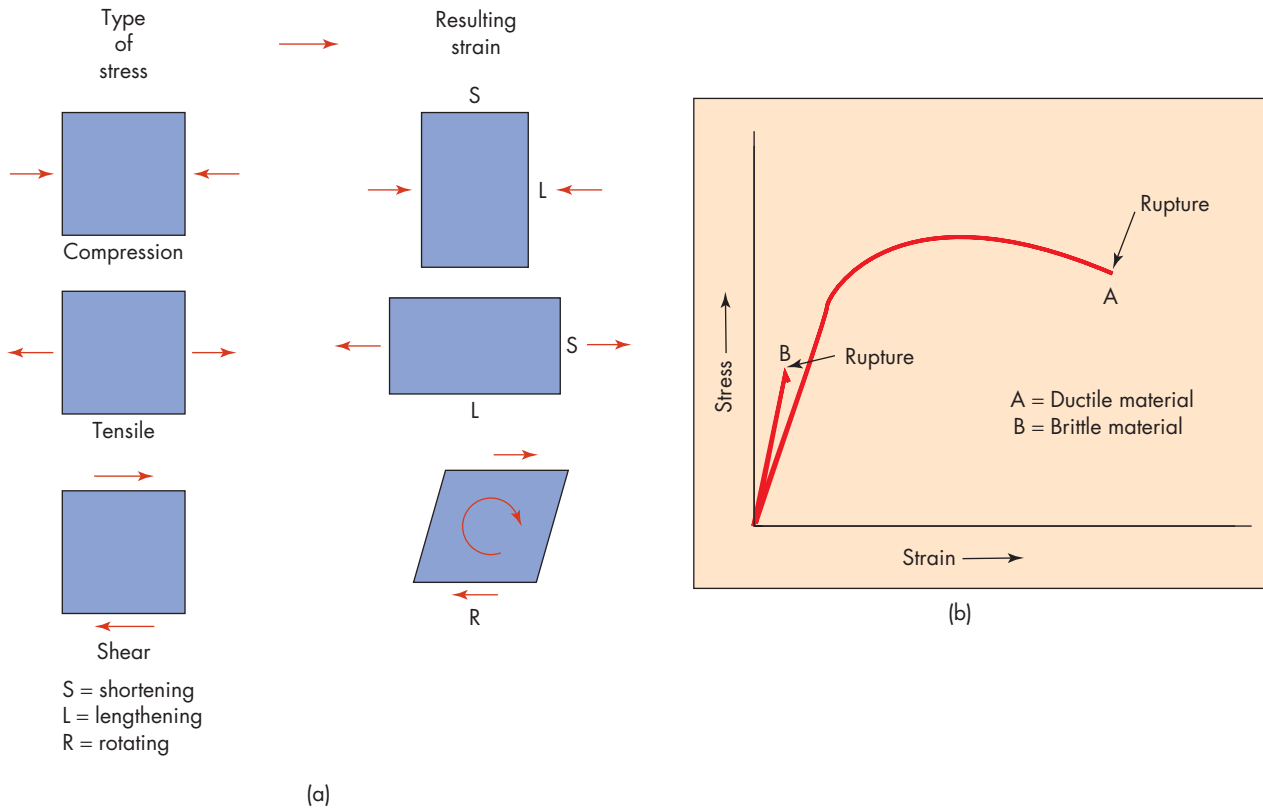 Type
of
stress
Resulting
strain
S
L
Compression
S
L
Tensile
R
Shear
S = shortening
L = lengthening
R = rotating
(a)
Rupture
A
B
Rupture
Stress
A = Ductile material
B = Brittle material
Strain
(b)